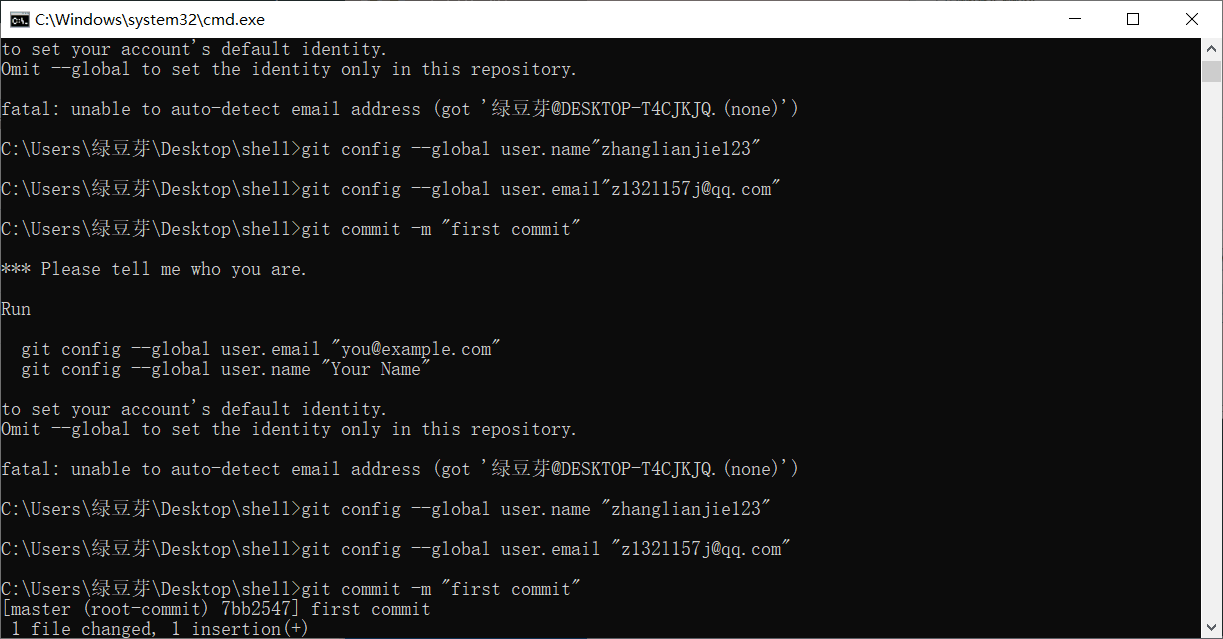 C:\Windows\system32\cmd.exe
to set your account's default identity.
Omit --global to set the identity only in this repository.
fatal: unable to auto-detect email address (got '绿豆芽@DESKTOP-T4CJKJQ.(none)')
C:\Users\绿豆芽\Desktop\shell>git config --global user.name"zhanglianjie123"
C:\Users\绿豆芽\Desktop\shell>git config --global user.email"z1321157j@qq.com"
C:\Users\绿豆芽\Desktop\shell>git commit -m "first commit"
*** Please tell me who you are.
Run
git config --global user.email "you@example.com"
git config --global user.name "Your Name"
to set your account's default identity.
Omit --global to set the identity only in this repository.
fatal: unable to auto-detect email address (got '绿豆芽@DESKTOP-T4CJKJQ.(none)')
C:\Users\绿豆芽\Desktop\shell>git config --global user.name "zhanglianjie123"
C:\Users\绿豆芽\Desktop\shell>git config --global user.email "z1321157j@qq.com"
C:\Users\绿豆芽\Desktop\shell>git commit -m "first commit"
[master (root-commit) 7bb2547] first commit
1 file changed, 1 insertion(+)